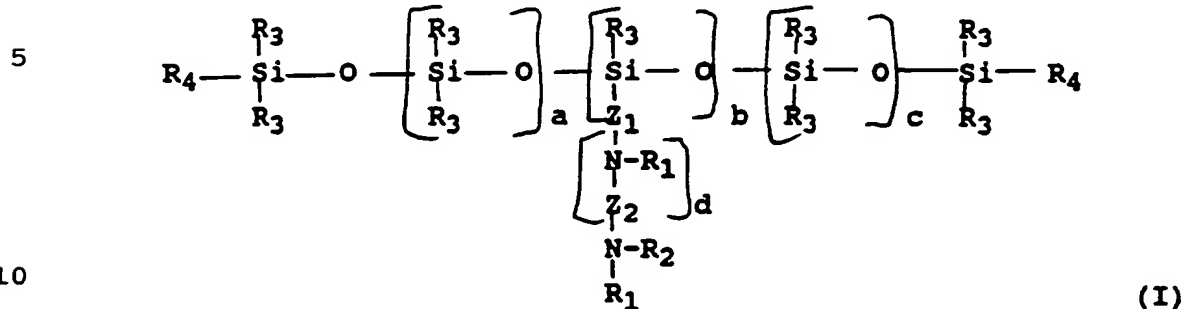 R3 R3 R3 R3 R3
5
R4—Si—O—[Si—O]a—[Si—O]b—[Si—O]c—Si—R4
R3 R3 Z1 R3 R3
[N-R1
Z2]d
N-R2
10
R1 (I)